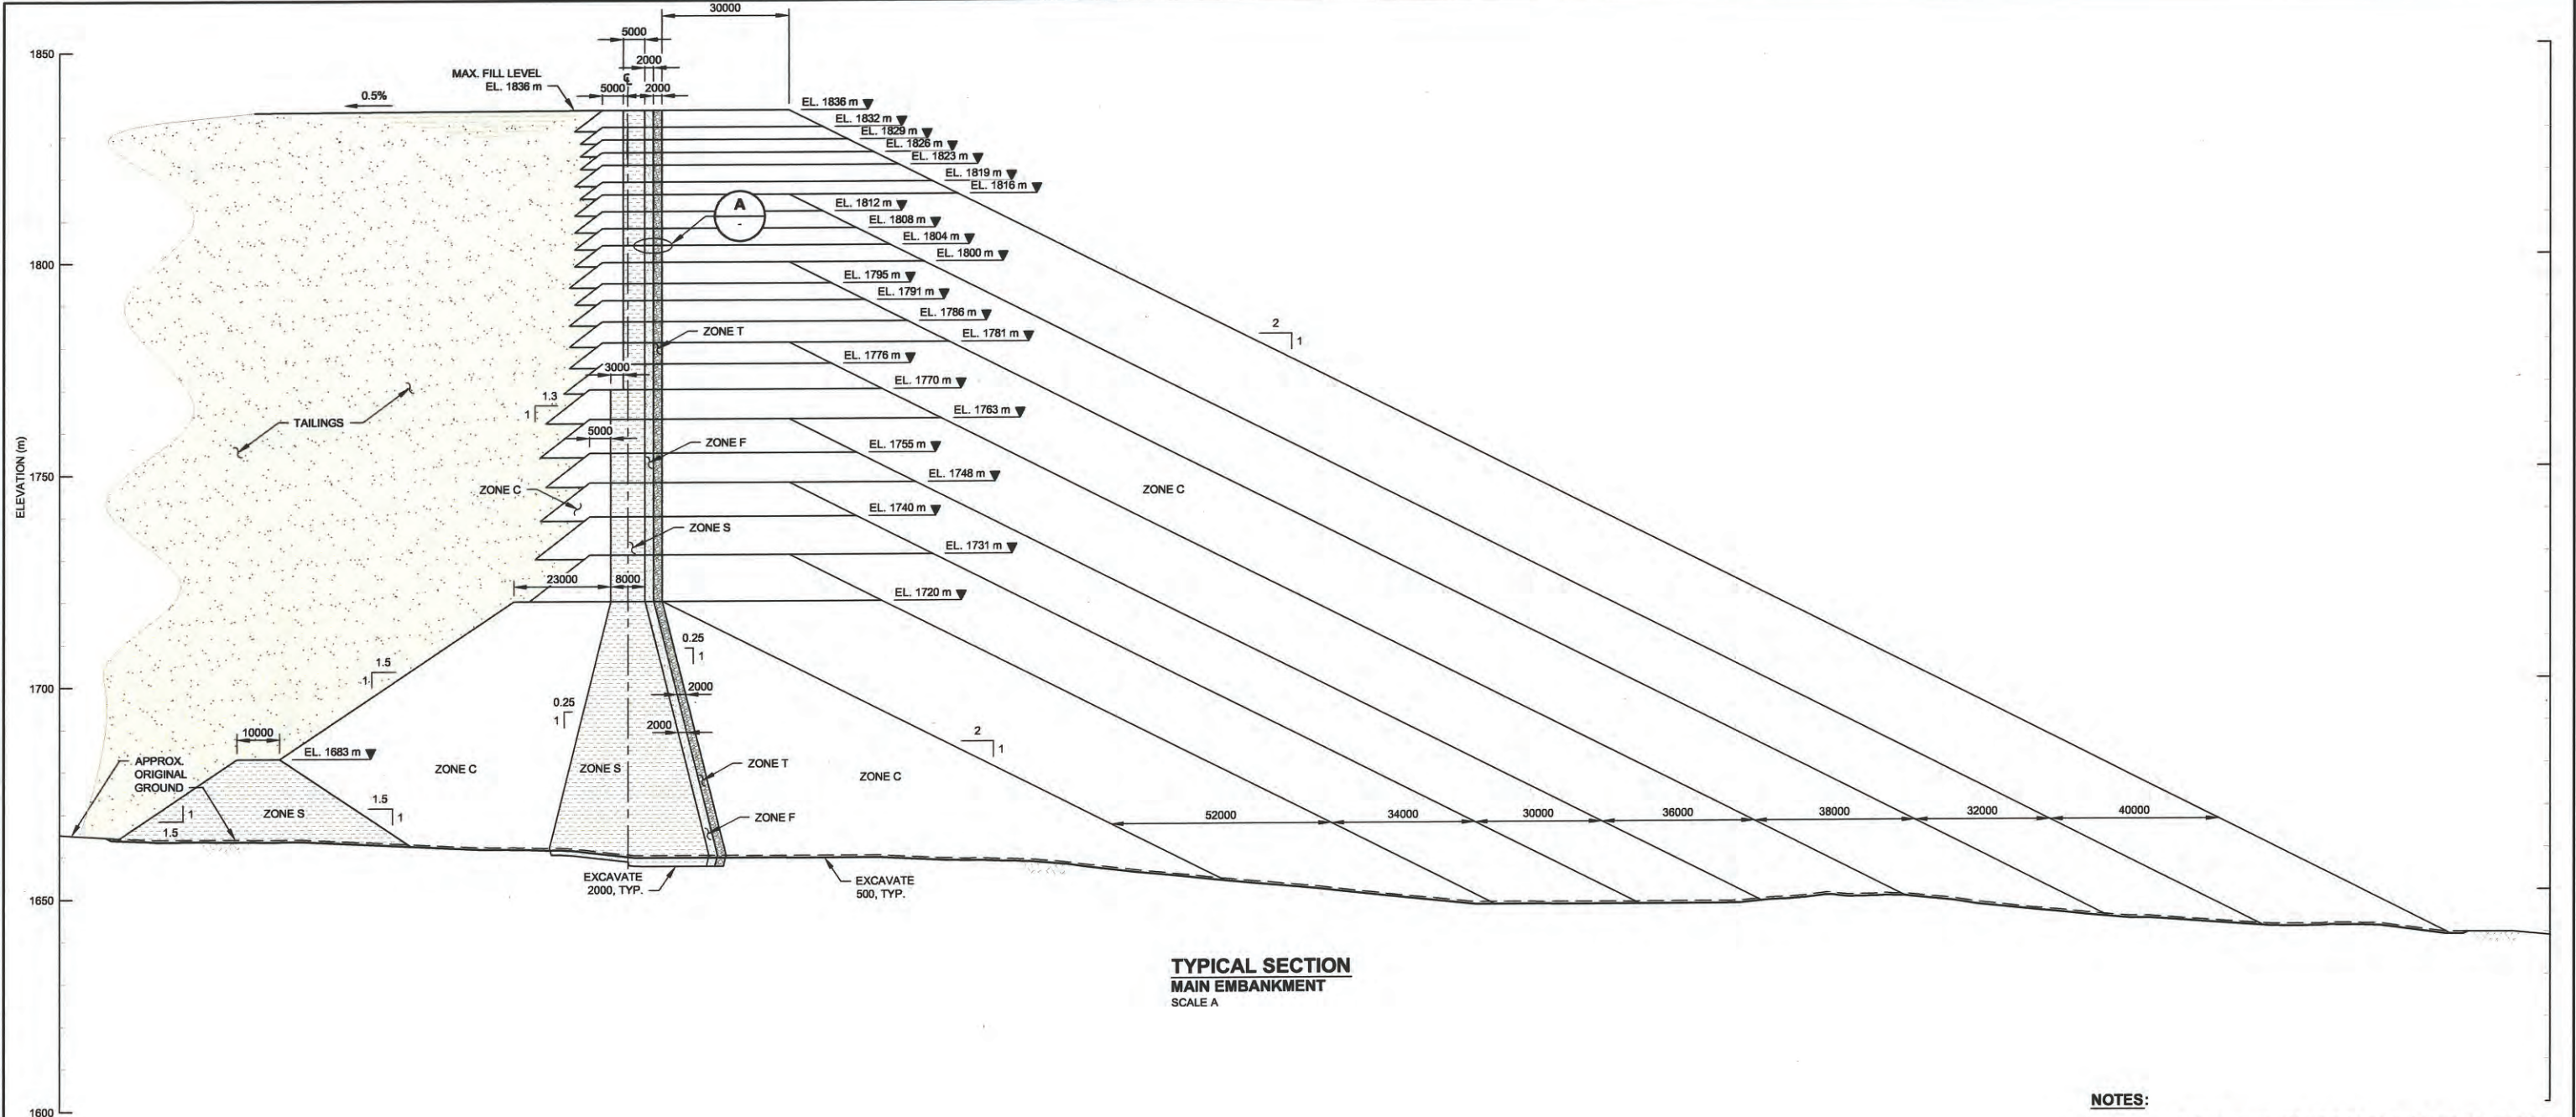 30000
1850
5000
2000
MAX. FILL LEVEL
EL. 1836 m
℄
0.5%
5000
2000
EL. 1836 m
EL. 1832 m
EL. 1829 m
EL. 1826 m
EL. 1823 m
EL. 1819 m
EL. 1816 m
A
-
EL. 1812 m
EL. 1808 m
EL. 1804 m
EL. 1800 m
1800
EL. 1795 m
EL. 1791 m
EL. 1786 m
ZONE T
2
1
EL. 1781 m
EL. 1776 m
3000
EL. 1770 m
1.3
1
EL. 1763 m
TAILINGS
5000
ZONE F
EL. 1755 m
ELEVATION (m)
1750
EL. 1748 m
ZONE C
ZONE C
EL. 1740 m
ZONE S
EL. 1731 m
23000
8000
EL. 1720 m
0.25
1
1.5
1
1700
2000
0.25
1
2000
2
1
10000
EL. 1683 m
APPROX.
ORIGINAL
GROUND
ZONE C
ZONE S
ZONE T
ZONE C
1.5
1
ZONE S
1
1.5
ZONE F
52000
34000
30000
36000
38000
32000
40000
EXCAVATE
2000, TYP.
EXCAVATE
500, TYP.
1650
TYPICAL SECTION
MAIN EMBANKMENT
SCALE A
NOTES:
1600